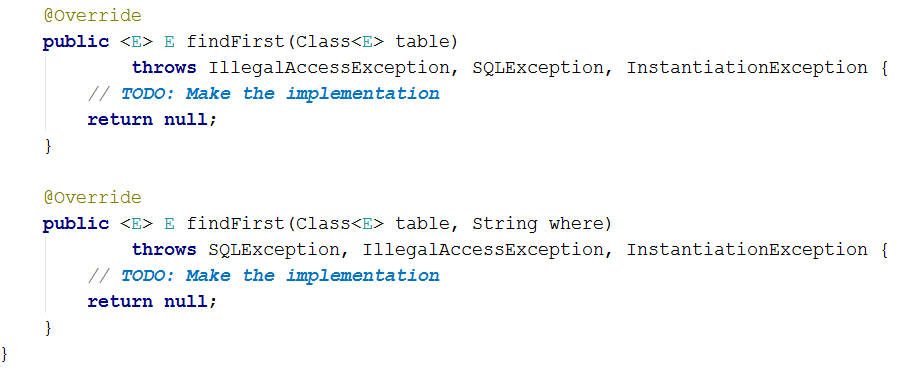 @Override
public <E> E findFirst(Class<E> table)
throws IllegalAccessException, SQLException, InstantiationException {
// TODO: Make the implementation
return null;
}
@Override
public <E> E findFirst(Class<E> table, String where)
throws SQLException, IllegalAccessException, InstantiationException {
// TODO: Make the implementation
return null;
}
}